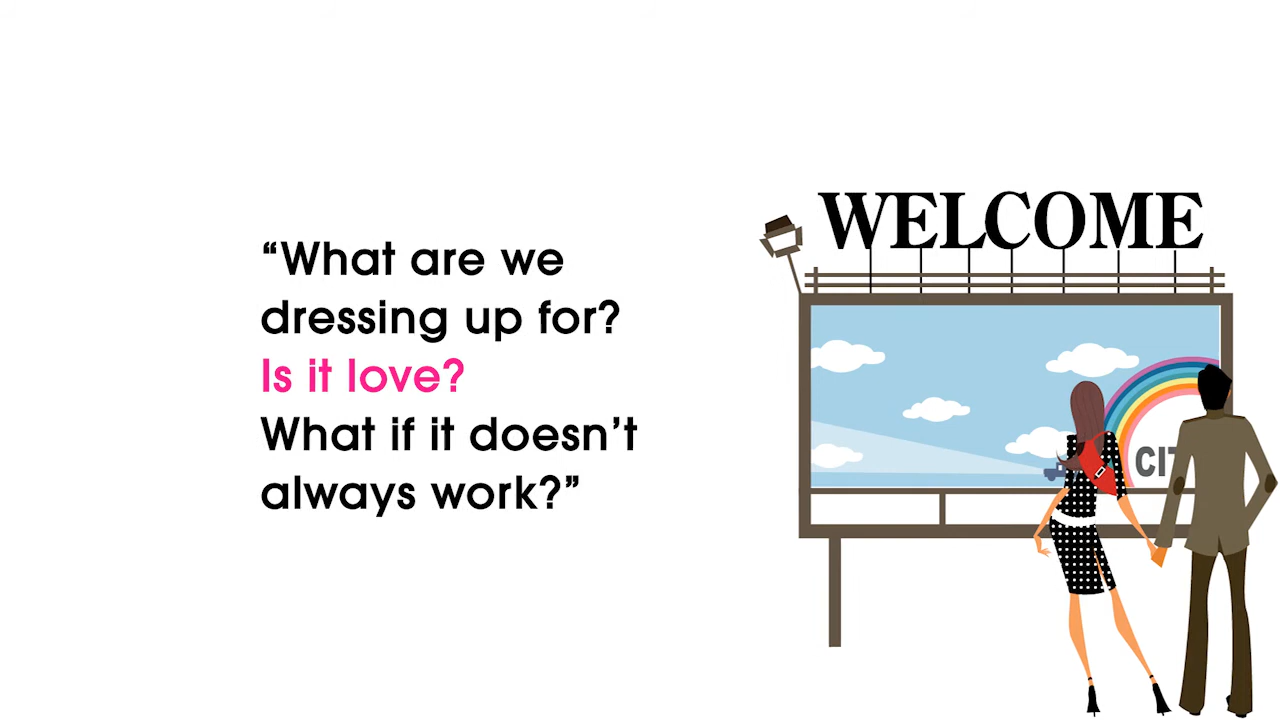 “What are we
dressing up for?
Is it love?
What if it doesn’t
always work?”
WELCOME